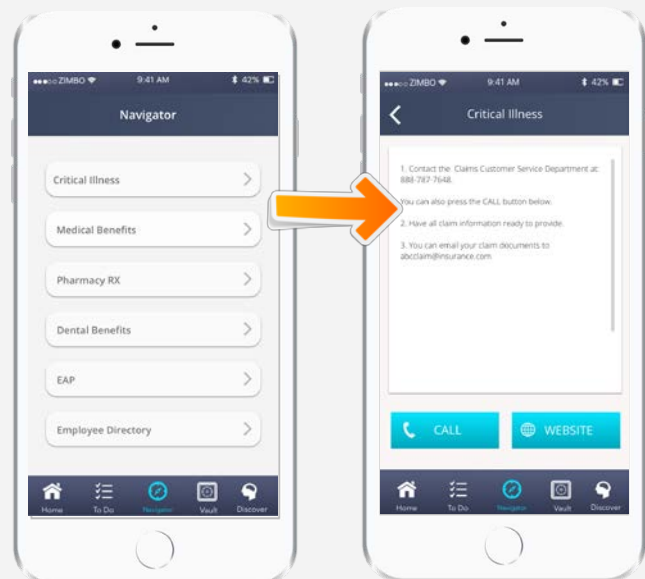 ZIMBO 9:41 AM 42%
Navigator
Critical Illness
Medical Benefits
Pharmacy RX
Dental Benefits
EAP
Employee Directory
Home To Do Navigator Vault Discover
ZIMBO 9:41 AM 42%
Critical Illness
1. Contact the Claims Customer Service Department at:
888-787-7648.
You can also press the CALL button below.
2. Have all claim information ready to provide.
3. You can email your claim documents to
abcclaim@insurance.com
CALL WEBSITE
Home To Do Navigator Vault Discover